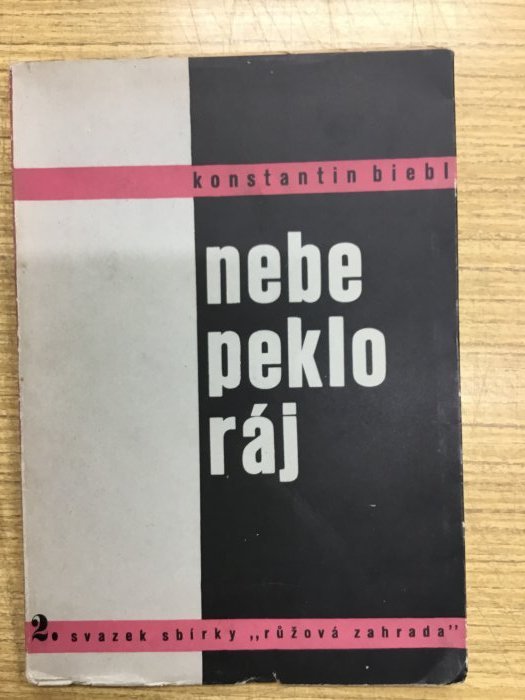 konstantin biebl
nebe
peklo
ráj
2. svazek sbírky „růžová zahrada"